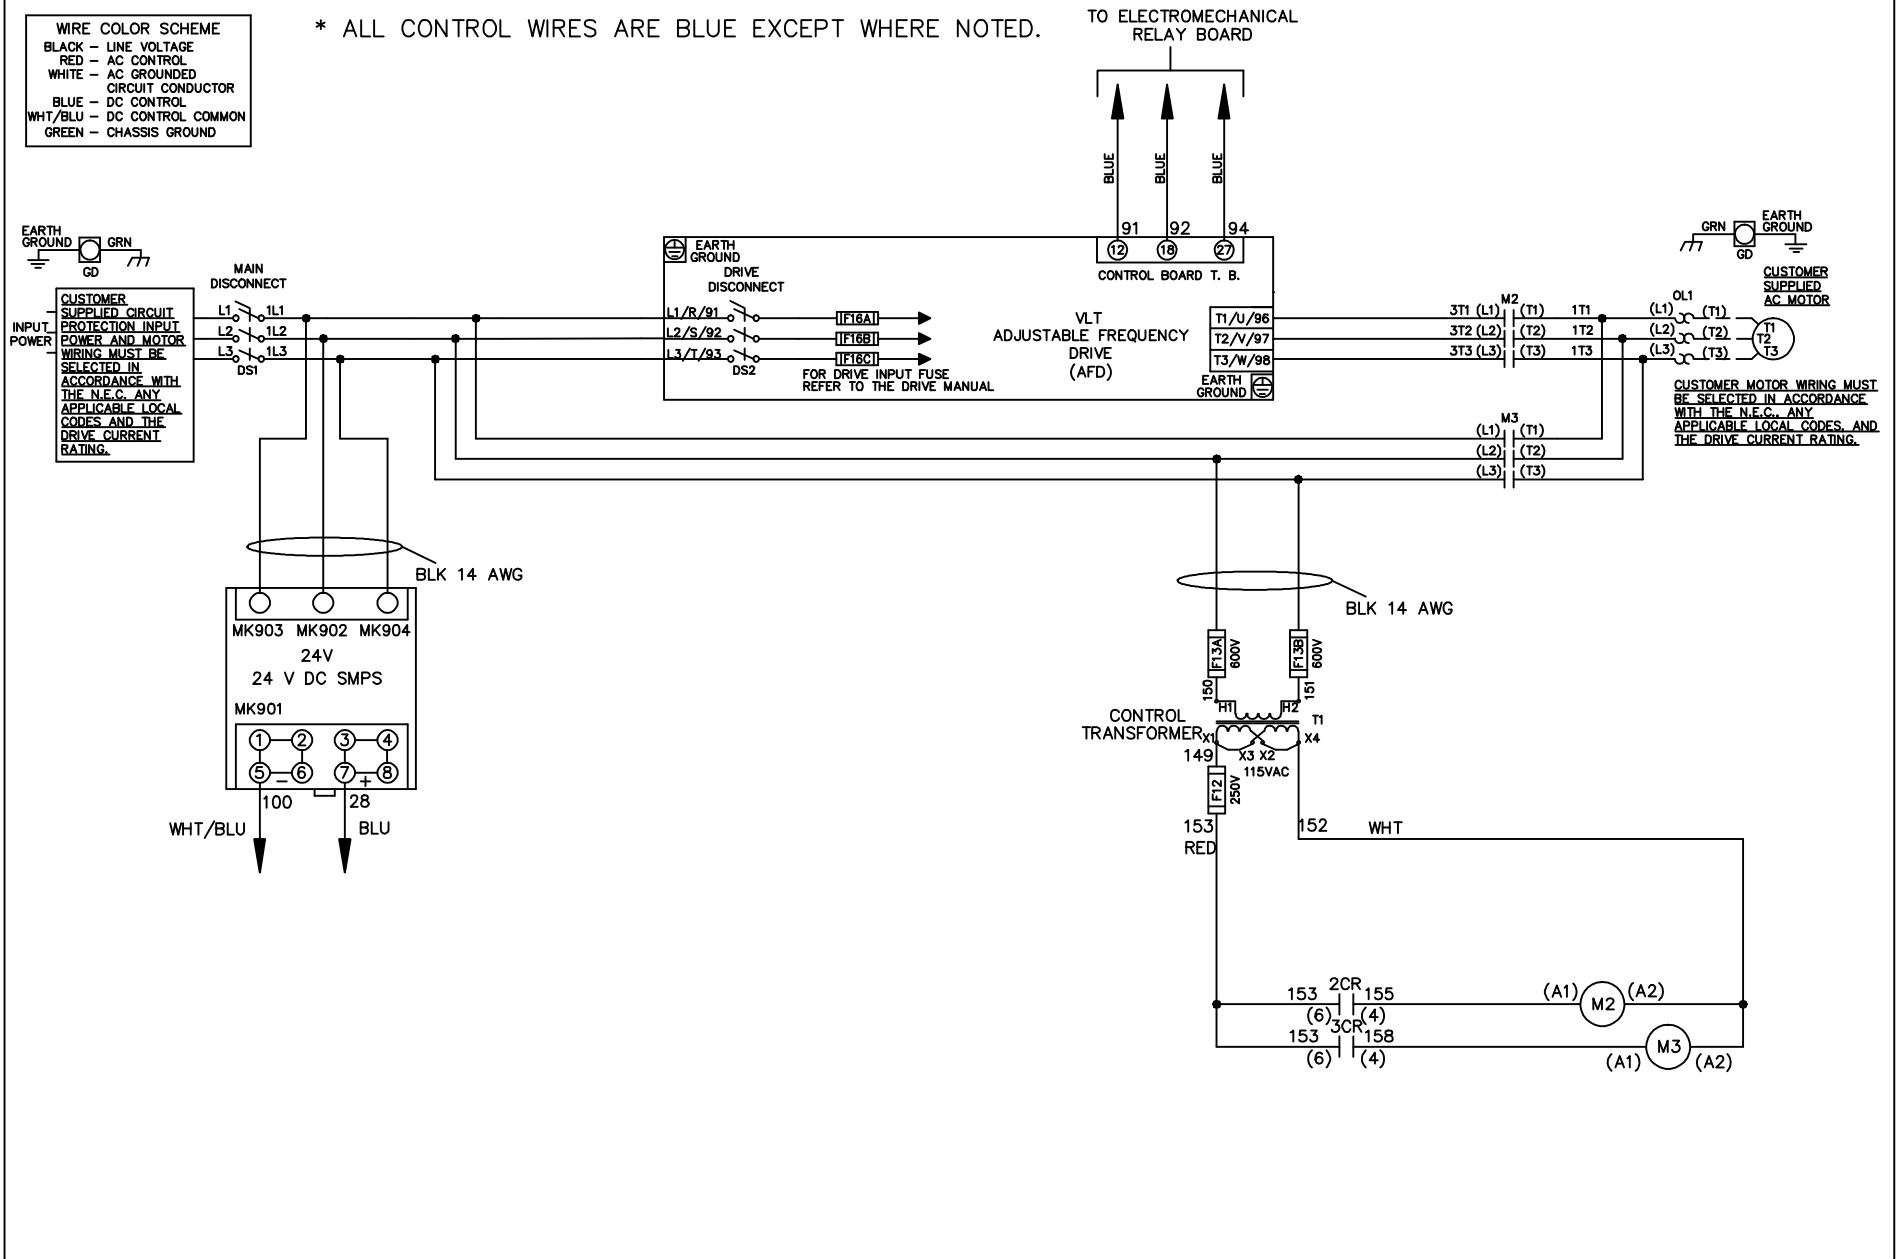 WIRE COLOR SCHEME
BLACK – LINE VOLTAGE
RED – AC CONTROL
WHITE – AC GROUNDED
CIRCUIT CONDUCTOR
BLUE – DC CONTROL
WHT/BLU – DC CONTROL COMMON
GREEN – CHASSIS GROUND
* ALL CONTROL WIRES ARE BLUE EXCEPT WHERE NOTED.
TO ELECTROMECHANICAL
RELAY BOARD
BLUE
BLUE
BLUE
91 92 94
12 18 27
CONTROL BOARD T. B.
EARTH
GROUND
GRN
GD
INPUT
POWER
CUSTOMER
SUPPLIED CIRCUIT
PROTECTION INPUT
POWER AND MOTOR
WIRING MUST BE
SELECTED IN
ACCORDANCE WITH
THE N.E.C. ANY
APPLICABLE LOCAL
CODES AND THE
DRIVE CURRENT
RATING.
MAIN
DISCONNECT
L1 1L1
L2 1L2
L3 1L3
DS1
EARTH
GROUND
DRIVE
DISCONNECT
L1/R/91
L2/S/92
L3/T/93
DS2
F16A
F16B
F16C
FOR DRIVE INPUT FUSE
REFER TO THE DRIVE MANUAL
VLT
ADJUSTABLE FREQUENCY
DRIVE
(AFD)
T1/U/96
T2/V/97
T3/W/98
EARTH
GROUND
M2
3T1 (L1) (T1) 1T1
3T2 (L2) (T2) 1T2
3T3 (L3) (T3) 1T3
OL1
(L1) (T1)
(L2) (T2)
(L3) (T3)
T1
T2
T3
GRN
GD
EARTH
GROUND
CUSTOMER
SUPPLIED
AC MOTOR
CUSTOMER MOTOR WIRING MUST
BE SELECTED IN ACCORDANCE
WITH THE N.E.C., ANY
APPLICABLE LOCAL CODES, AND
THE DRIVE CURRENT RATING.
M3
(L1) (T1)
(L2) (T2)
(L3) (T3)
BLK 14 AWG
MK903 MK902 MK904
24V
24 V DC SMPS
MK901
1 2 3 4
5 6 7 8
– +
100 28
WHT/BLU BLU
BLK 14 AWG
F13A
600V
F13B
600V
150
151
H1 H2
T1
CONTROL
TRANSFORMER
X1 X4
X3 X2
149
115VAC
F12
250V
153
RED
152 WHT
2CR
153 155
(6) (4)
(A1) M2 (A2)
3CR
153 158
(6) (4)
(A1) M3 (A2)